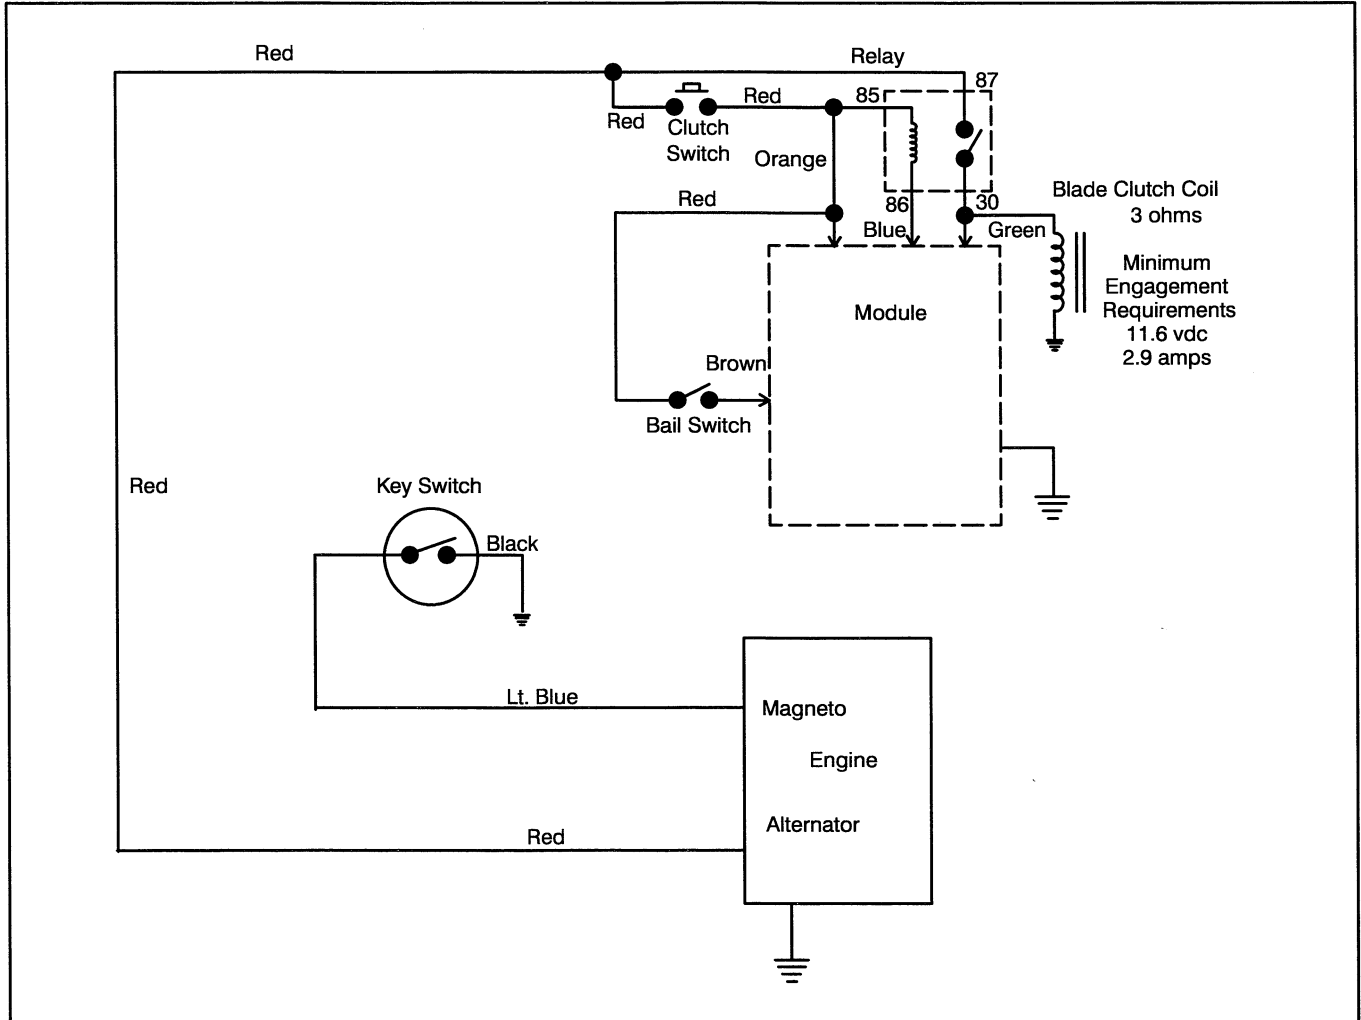 Red
Relay
87
Red
85
Red
Clutch
Switch
Orange
Blade Clutch Coil
3 ohms
Red
86
30
Blue
Green
Minimum
Engagement
Requirements
11.6 vdc
2.9 amps
Module
Brown
Bail Switch
Red
Key Switch
Black
Lt. Blue
Magneto
Engine
Alternator
Red